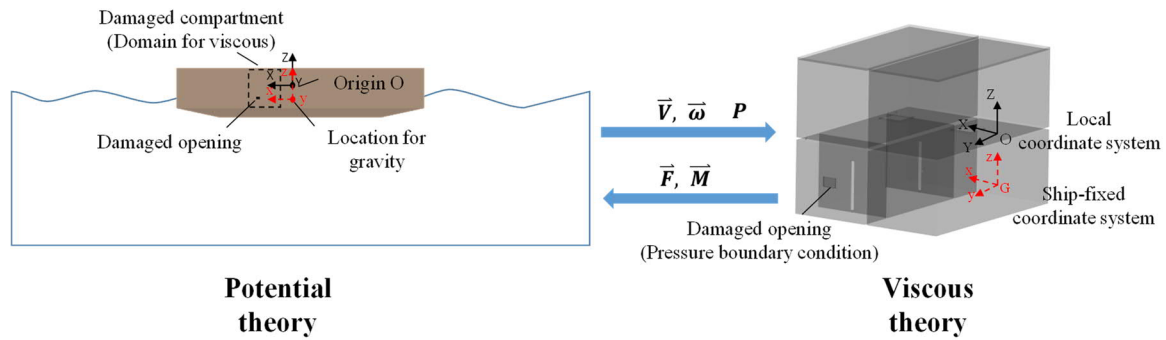 Damaged compartment
(Domain for viscous)
Z
z
X
Y
Origin O
x
y
Damaged opening
Location for
gravity
Potential
theory
V, ω P
F, M
Z
X
O
Y
Local
coordinate system
z
x
G
y
Ship-fixed
coordinate system
Damaged opening
(Pressure boundary condition)
Viscous
theory